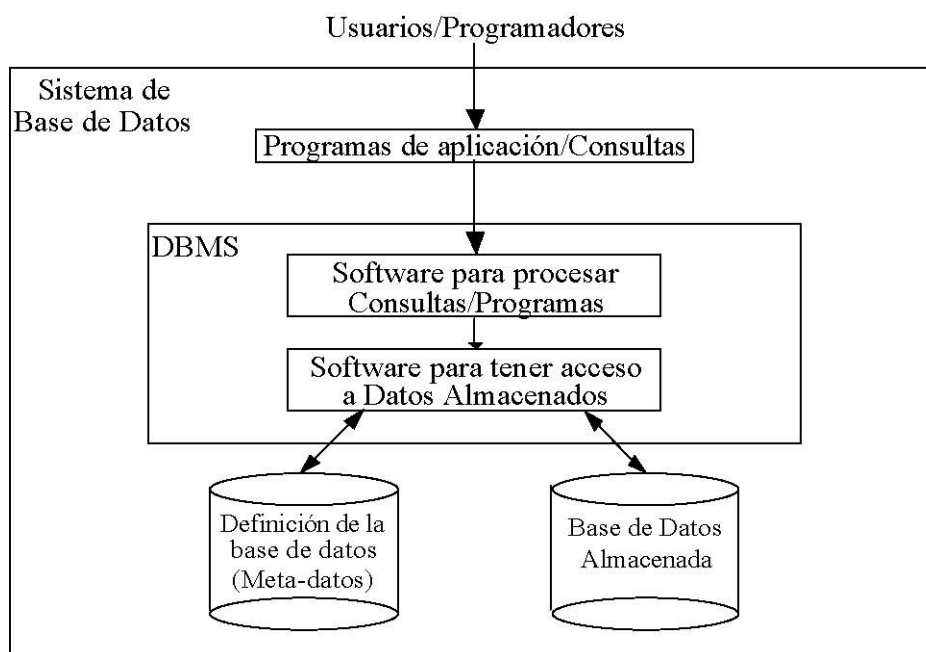 Usuarios/Programadores
Sistema de
Base de Datos
Programas de aplicación/Consultas
DBMS
Software para procesar
Consultas/Programas
Software para tener acceso
a Datos Almacenados
Definición de la
base de datos
(Meta-datos)
Base de Datos
Almacenada